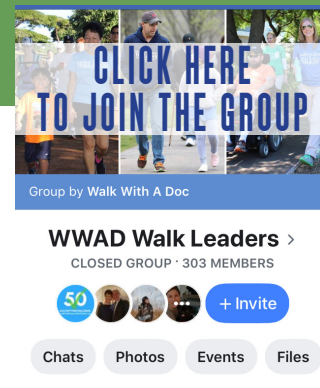 CLICK HERE
TO JOIN THE GROUP
Group by Walk With A Doc
WWAD Walk Leaders >
CLOSED GROUP · 303 MEMBERS
50
+ Invite
Chats
Photos
Events
Files